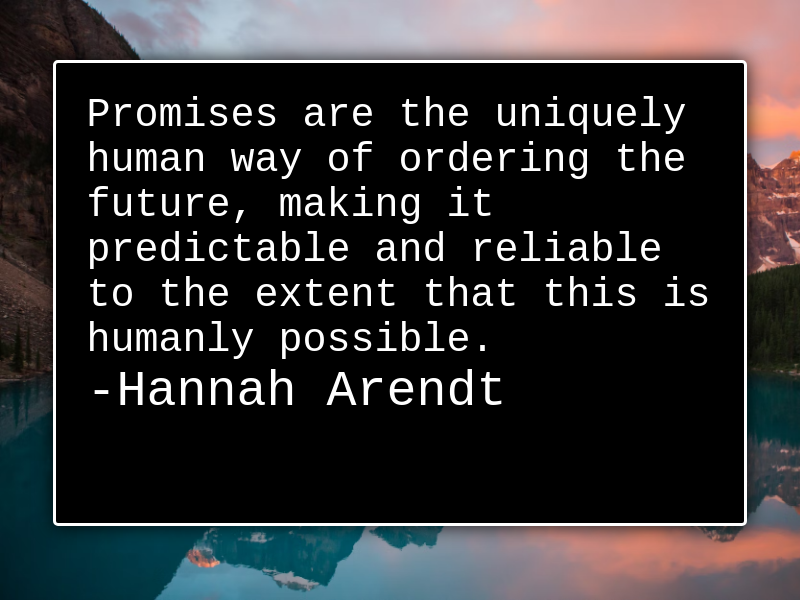 Promises are the uniquely
human way of ordering the
future, making it
predictable and reliable
to the extent that this is
humanly possible.
-Hannah Arendt